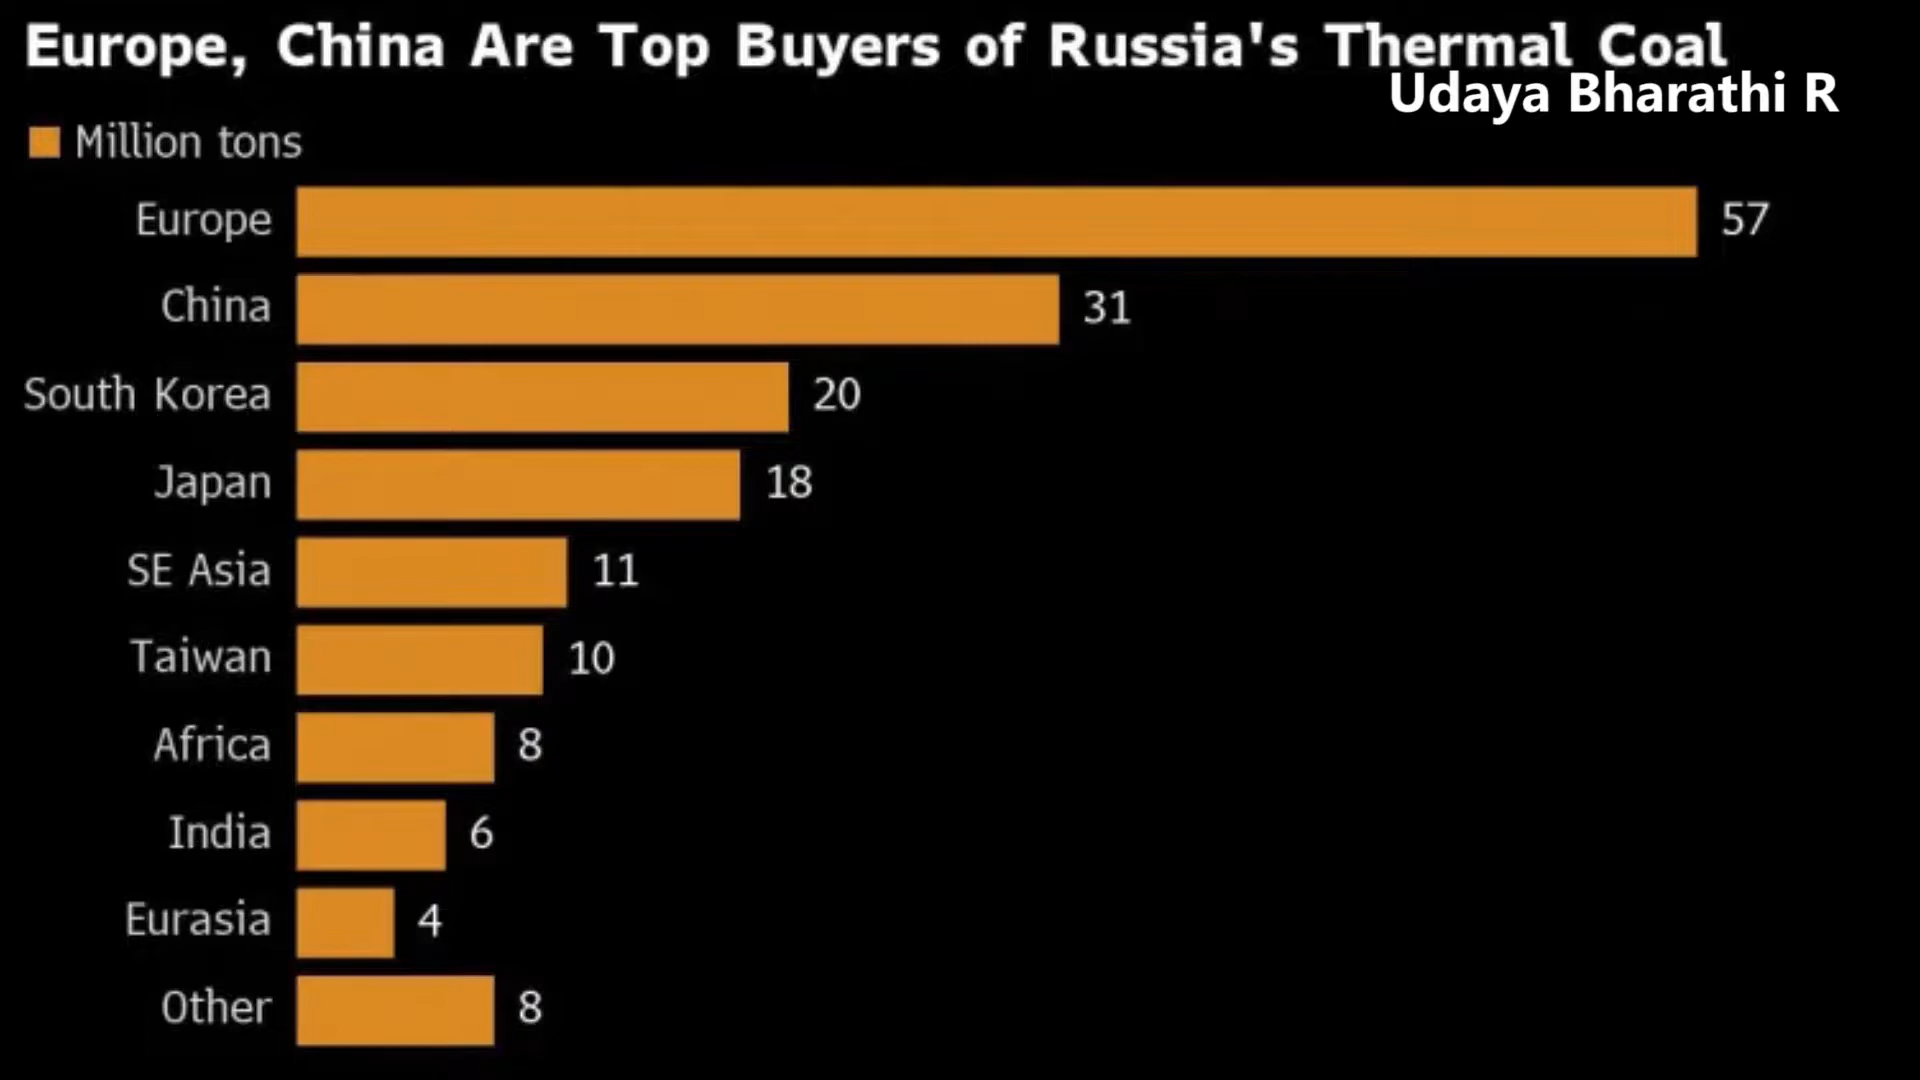 Europe, China Are Top Buyers of Russia's Thermal Coal
Udaya Bharathi R
Million tons
Europe 57
China 31
South Korea 20
Japan 18
SE Asia 11
Taiwan 10
Africa 8
India 6
Eurasia 4
Other 8